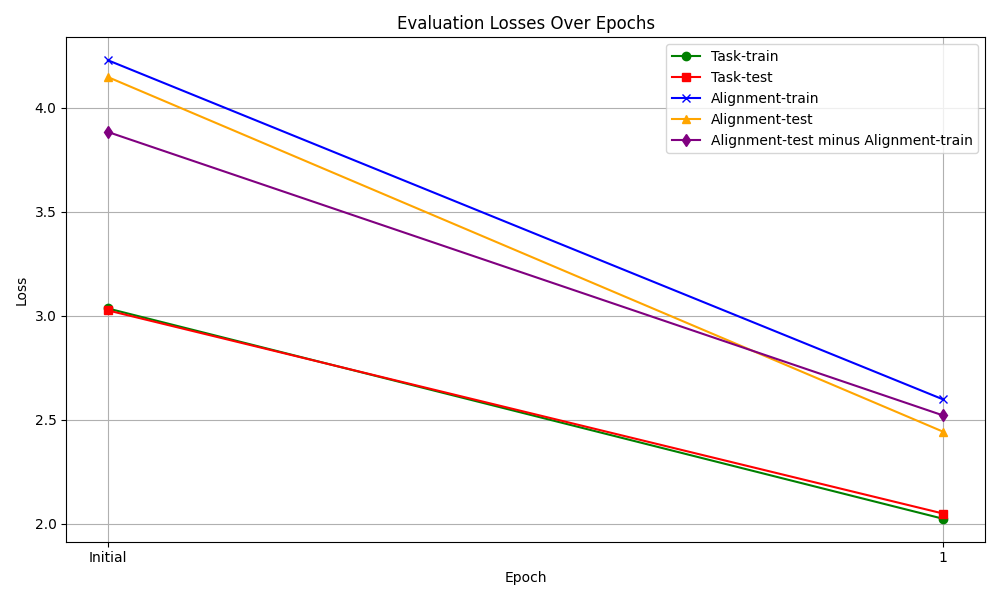 Evaluation Losses Over Epochs
Task-train
Task-test
Alignment-train
Alignment-test
Alignment-test minus Alignment-train
Loss
4.0
3.5
3.0
2.5
2.0
Initial
1
Epoch